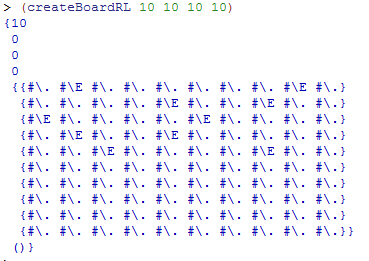 > (createBoardRL 10 10 10 10)
{10
0
0
0
{{#\. #\E #\. #\. #\. #\. #\. #\. #\E #\.}
{#\. #\. #\. #\. #\E #\. #\. #\E #\. #\.}
{#\E #\. #\. #\. #\. #\E #\. #\. #\. #\.}
{#\. #\E #\. #\. #\E #\. #\. #\. #\. #\.}
{#\. #\. #\E #\. #\. #\. #\. #\E #\. #\.}
{#\. #\. #\. #\. #\. #\. #\. #\. #\. #\.}
{#\. #\. #\. #\. #\. #\. #\. #\. #\. #\.}
{#\. #\. #\. #\. #\. #\. #\. #\. #\. #\.}
{#\. #\. #\. #\. #\. #\. #\. #\. #\. #\.}
{#\. #\. #\. #\. #\. #\. #\. #\. #\. #\.}}
()}